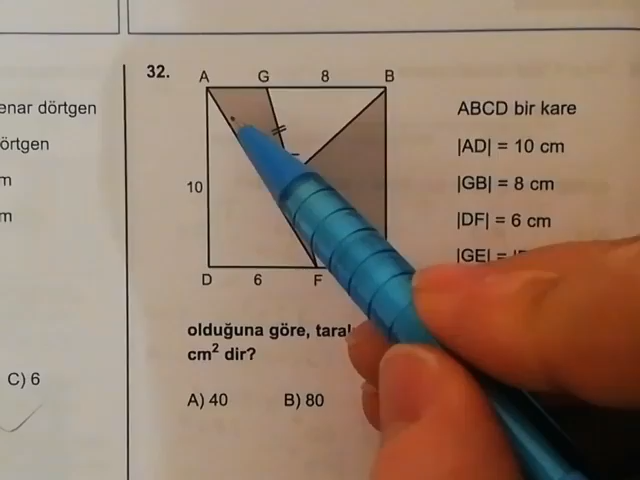 enar dörtgen
örtgen
m
m
C) 6
32.
A G 8 B
10
D 6 F
ABCD bir kare
|AD| = 10 cm
|GB| = 8 cm
|DF| = 6 cm
|GE| =
olduğuna göre,
cm² dir?
A) 40 B) 80